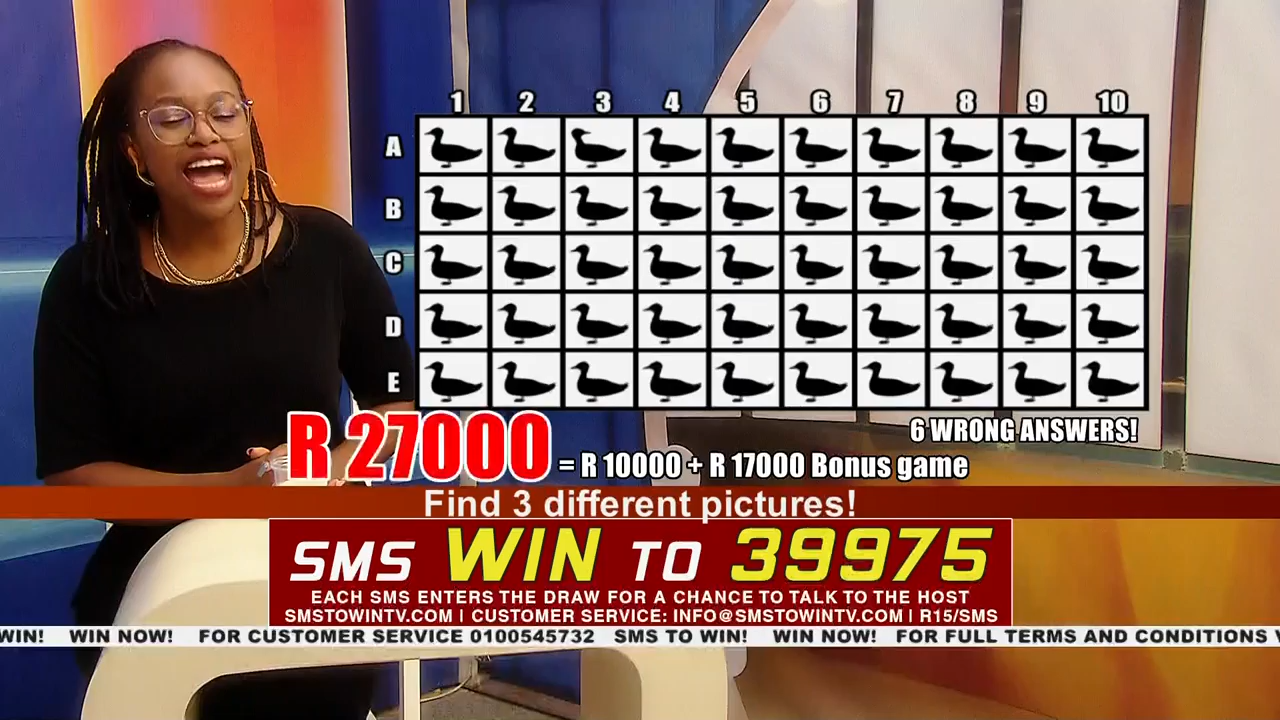 1 2 3 4 5 6 7 8 9 10
A
B
C
D
E
6 WRONG ANSWERS!
R 27000 = R 10000 + R 17000 Bonus game
Find 3 different pictures!
SMS WIN TO 39975
EACH SMS ENTERS THE DRAW FOR A CHANCE TO TALK TO THE HOST
SMSTOWINTV.COM | CUSTOMER SERVICE: INFO@SMSTOWINTV.COM | R15/SMS
WIN! WIN NOW! FOR CUSTOMER SERVICE 0100545732 SMS TO WIN! WIN NOW! FOR FULL TERMS AND CONDITIONS